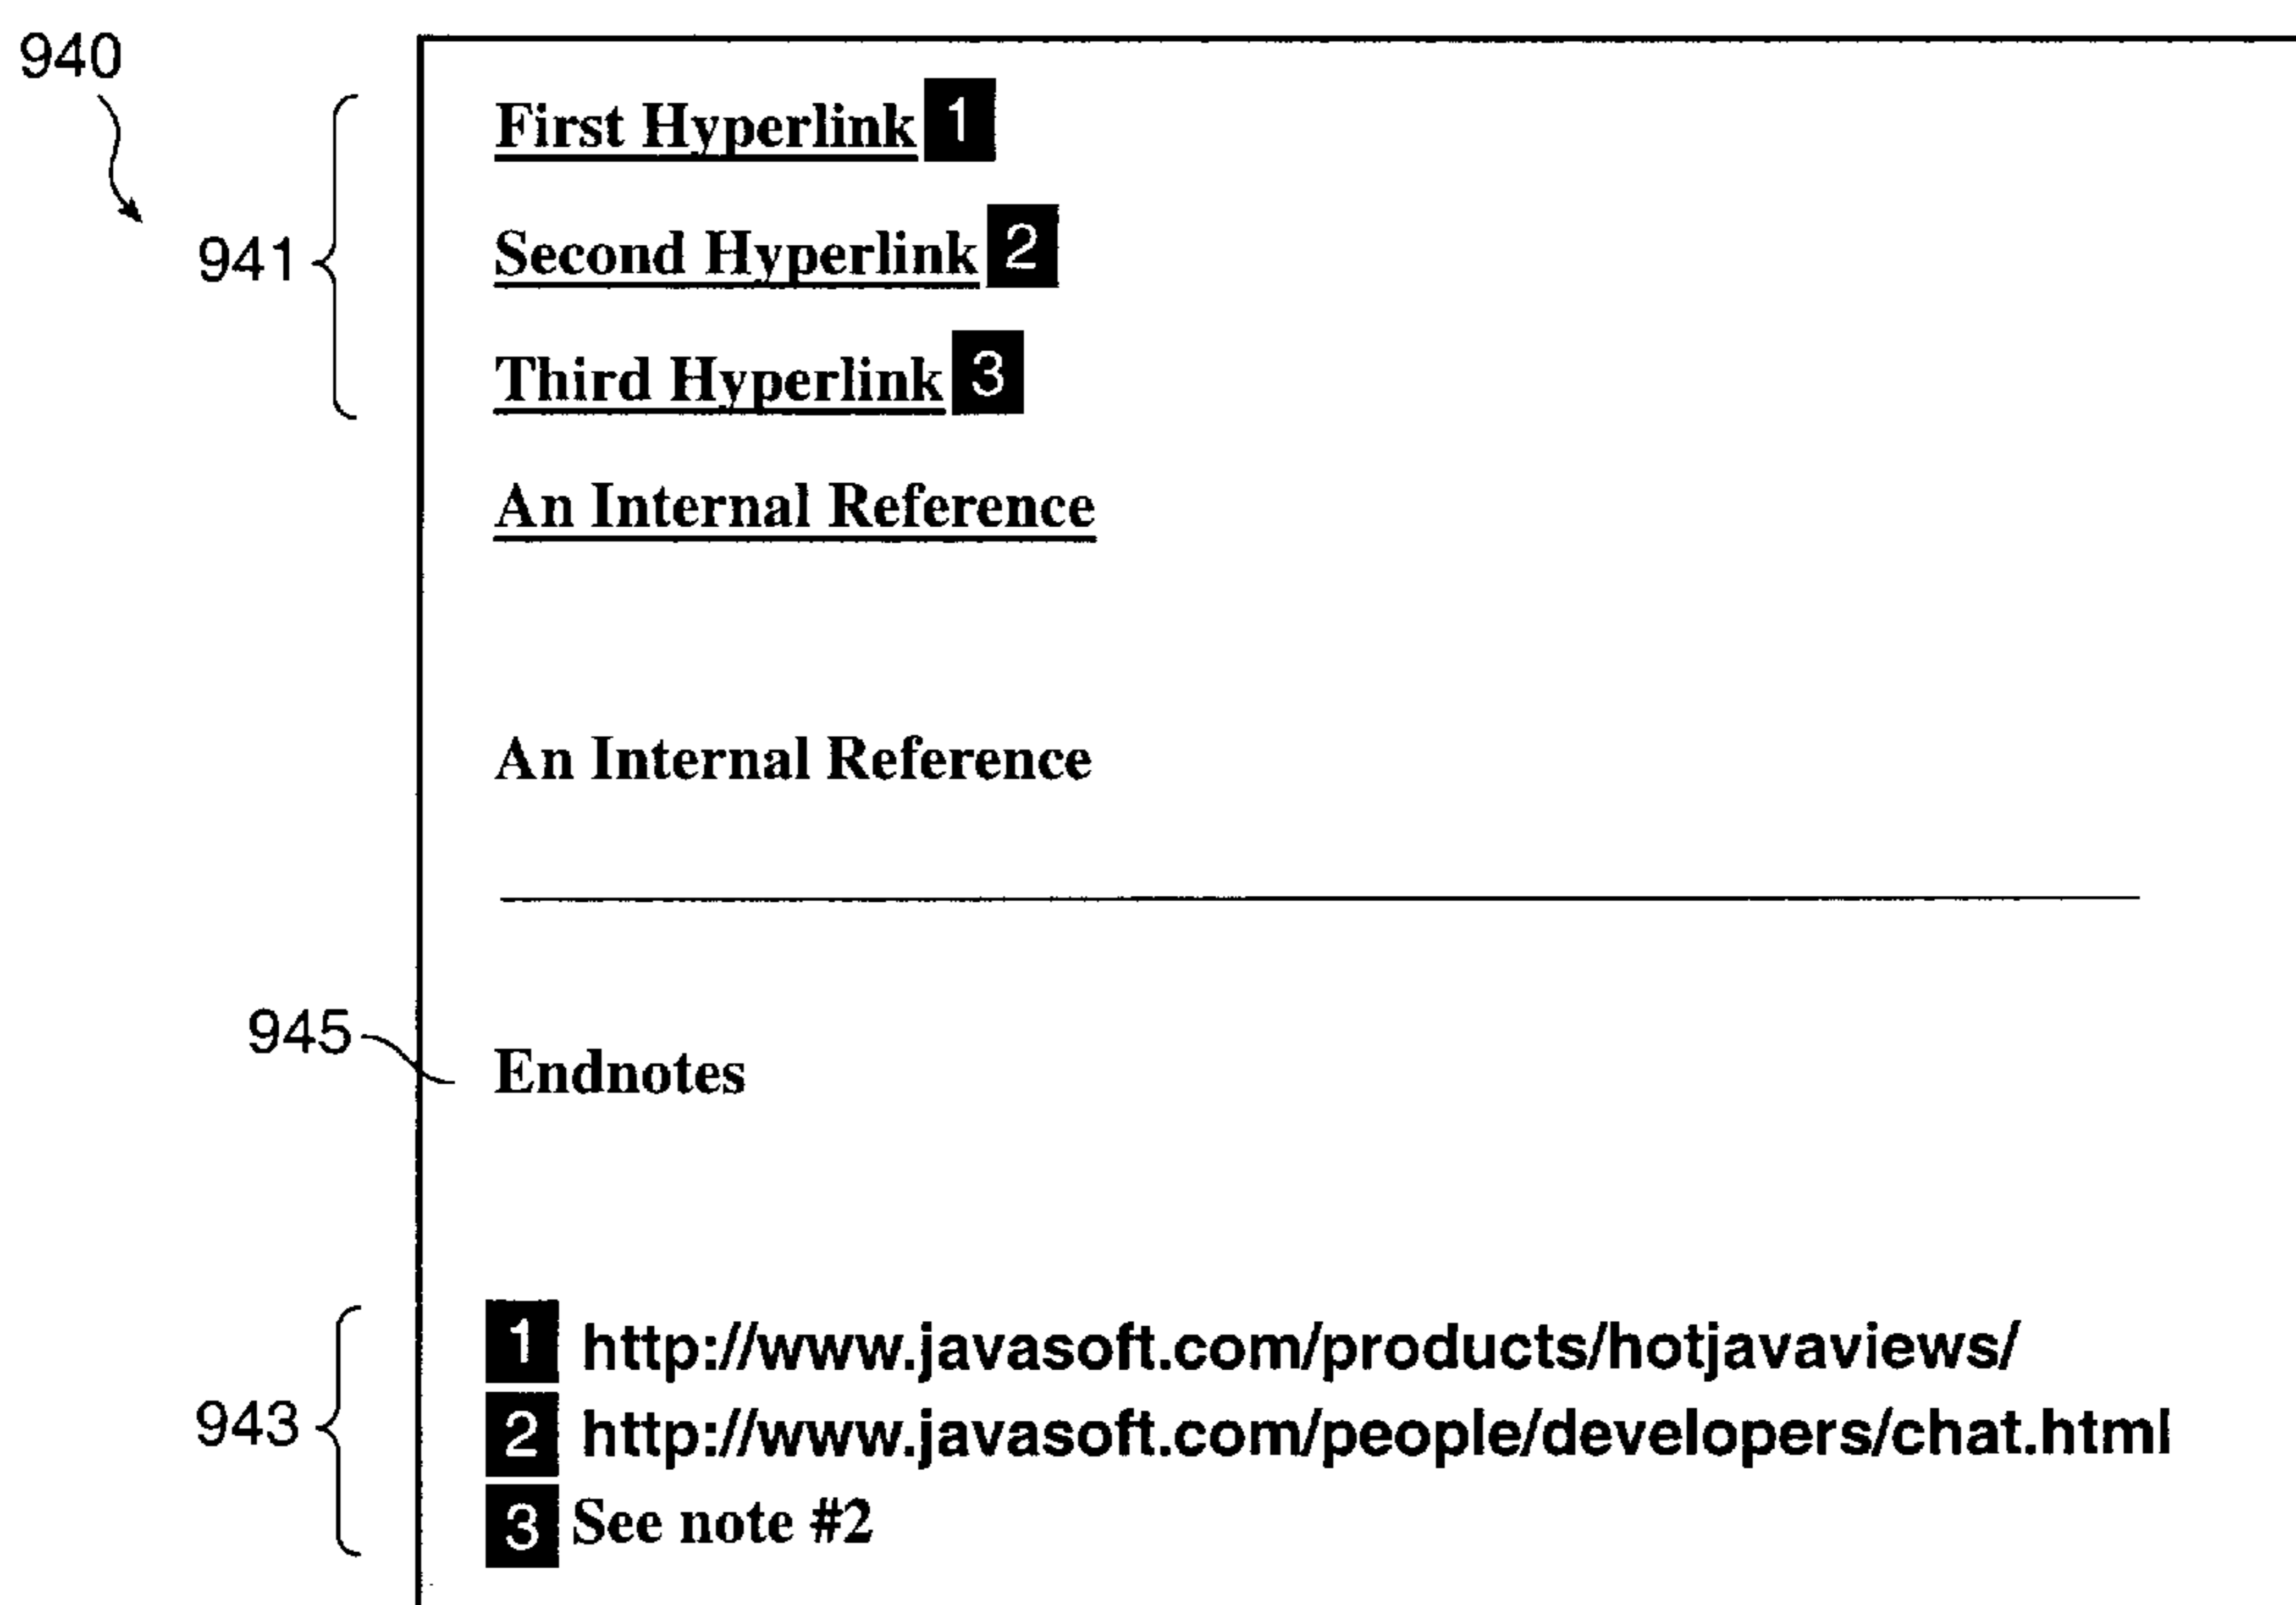 940
First Hyperlink 1
941
Second Hyperlink 2
Third Hyperlink 3
An Internal Reference
An Internal Reference
945
Endnotes
1 http://www.javasoft.com/products/hotjavaviews/
943
2 http://www.javasoft.com/people/developers/chat.html
3 See note #2